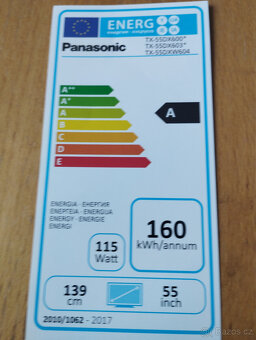 ENERG
Panasonic
TX-55DX600*
TX-55DX603*
TX-55DXW604
A++
A+
A
B
C
D
E
A
ENERGIA · ЕНЕРГИЯ
ΕΝΕΡΓΕΙΑ · ENERGIJA
ENERGY · ENERGIE
ENERGI
115
Watt
160
kWh/annum
139
cm
55
inch
2010/1062 - 2017